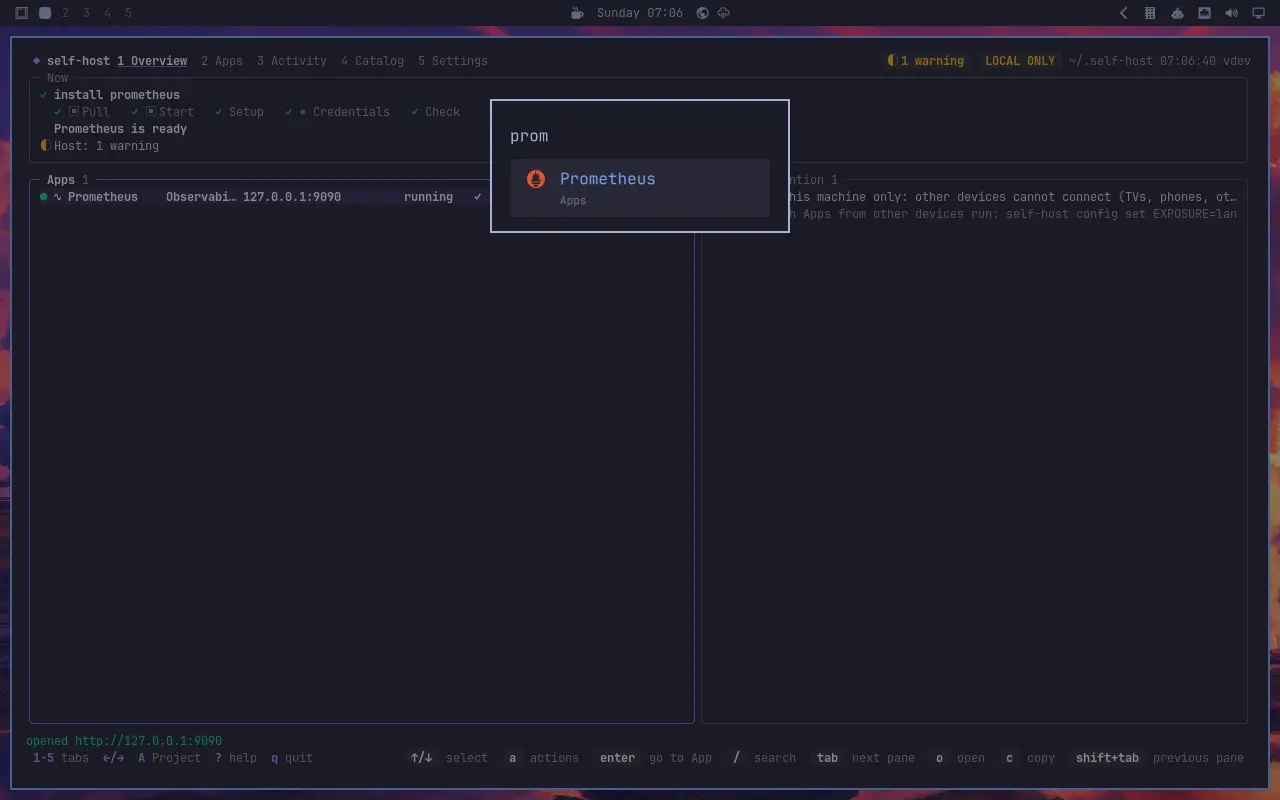 2 3 4 5 Sunday 07:06
self-host 1 Overview 2 Apps 3 Activity 4 Catalog 5 Settings 1 warning LOCAL ONLY ~/.self-host 07:06:40 vdev
Now
✓ install prometheus
✓ Pull ✓ Start ✓ Setup ✓ Credentials ✓ Check
Prometheus is ready
Host: 1 warning
prom
Prometheus
Apps
Apps 1
∿ Prometheus Observabi… 127.0.0.1:9090 running ✓
ntion 1
his machine only: other devices cannot connect (TVs, phones, ot…
h Apps from other devices run: self-host config set EXPOSURE=lan
opened http://127.0.0.1:9090
1-5 tabs ←/→ A Project ? help q quit ↑/↓ select a actions enter go to App / search tab next pane o open c copy shift+tab previous pane